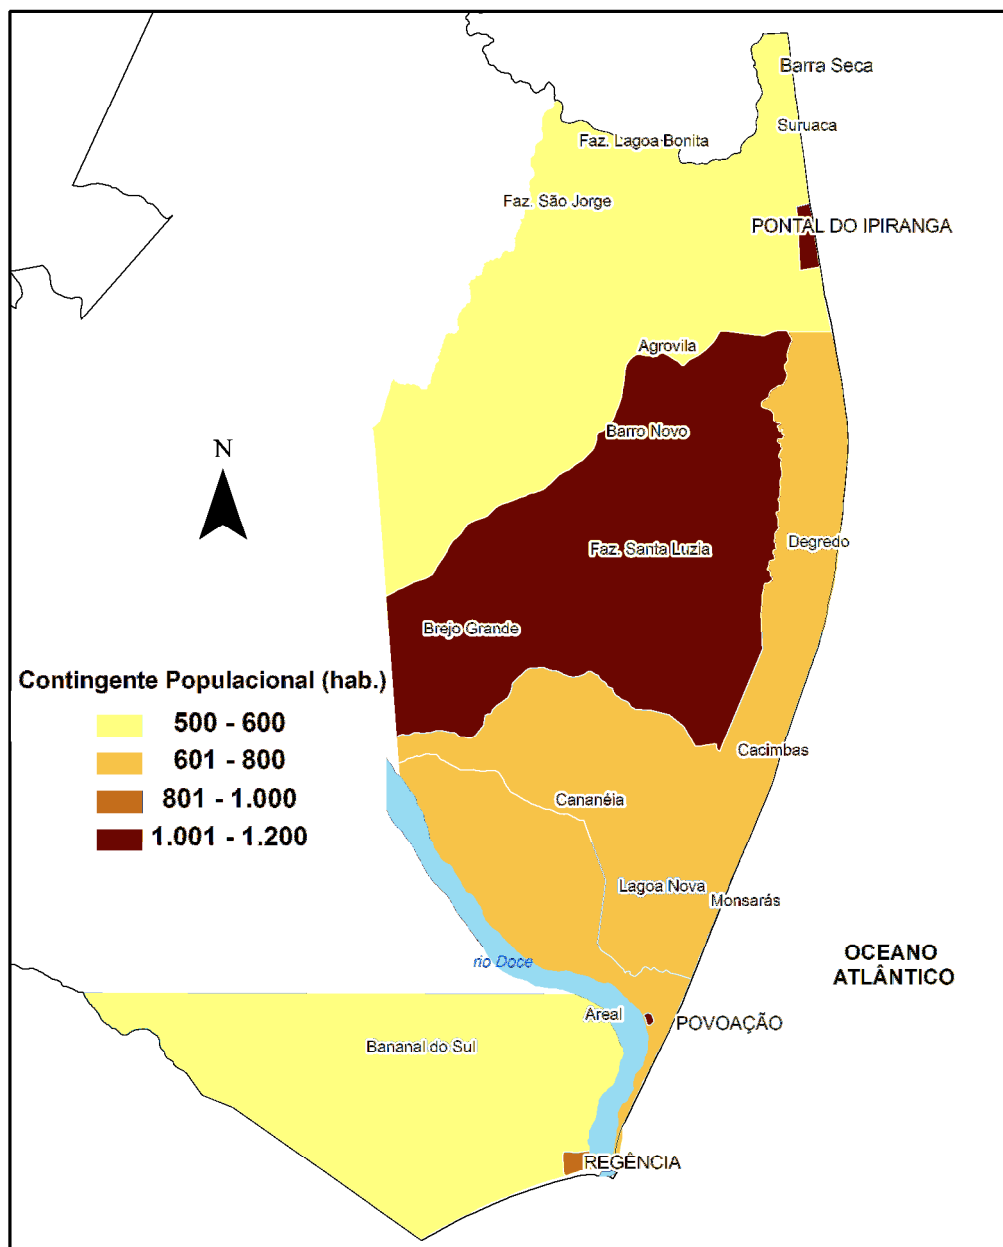 Barra Seca
Suruaca
Faz. Lagoa Bonita
Faz. São Jorge
PONTAL DO IPIRANGA
Agrovila
Barro Novo
N
Degredo
Faz. Santa Luzia
Brejo Grande
Contingente Populacional (hab.)
500 - 600
601 - 800
801 - 1.000
1.001 - 1.200
Cacimbas
Cananéia
Lagoa Nova
Monsarás
OCEANO
ATLÂNTICO
rio Doce
Areal
POVOAÇÃO
Bananal do Sul
REGÊNCIA